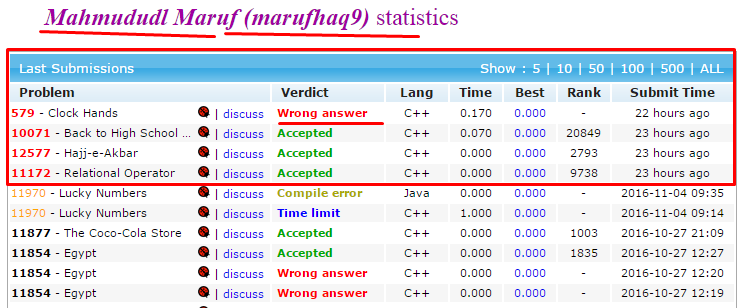 Mahmududl Maruf (marufhaq9) statistics
Last Submissions Show : 5 | 10 | 50 | 100 | 500 | ALL
Problem Verdict Lang Time Best Rank Submit Time
579 - Clock Hands | discuss Wrong answer C++ 0.170 0.000 - 22 hours ago
10071 - Back to High School ... | discuss Accepted C++ 0.070 0.000 20849 23 hours ago
12577 - Hajj-e-Akbar | discuss Accepted C++ 0.000 0.000 2793 23 hours ago
11172 - Relational Operator | discuss Accepted C++ 0.000 0.000 9738 23 hours ago
11970 - Lucky Numbers | discuss Compile error Java 0.000 0.000 - 2016-11-04 09:35
11970 - Lucky Numbers | discuss Time limit C++ 1.000 0.000 - 2016-11-04 09:14
11877 - The Coco-Cola Store | discuss Accepted C++ 0.000 0.000 1003 2016-10-27 21:09
11854 - Egypt | discuss Accepted C++ 0.000 0.000 1835 2016-10-27 12:27
11854 - Egypt | discuss Wrong answer C++ 0.000 0.000 - 2016-10-27 12:20
11854 - Egypt | discuss Wrong answer C++ 0.000 0.000 - 2016-10-27 12:19